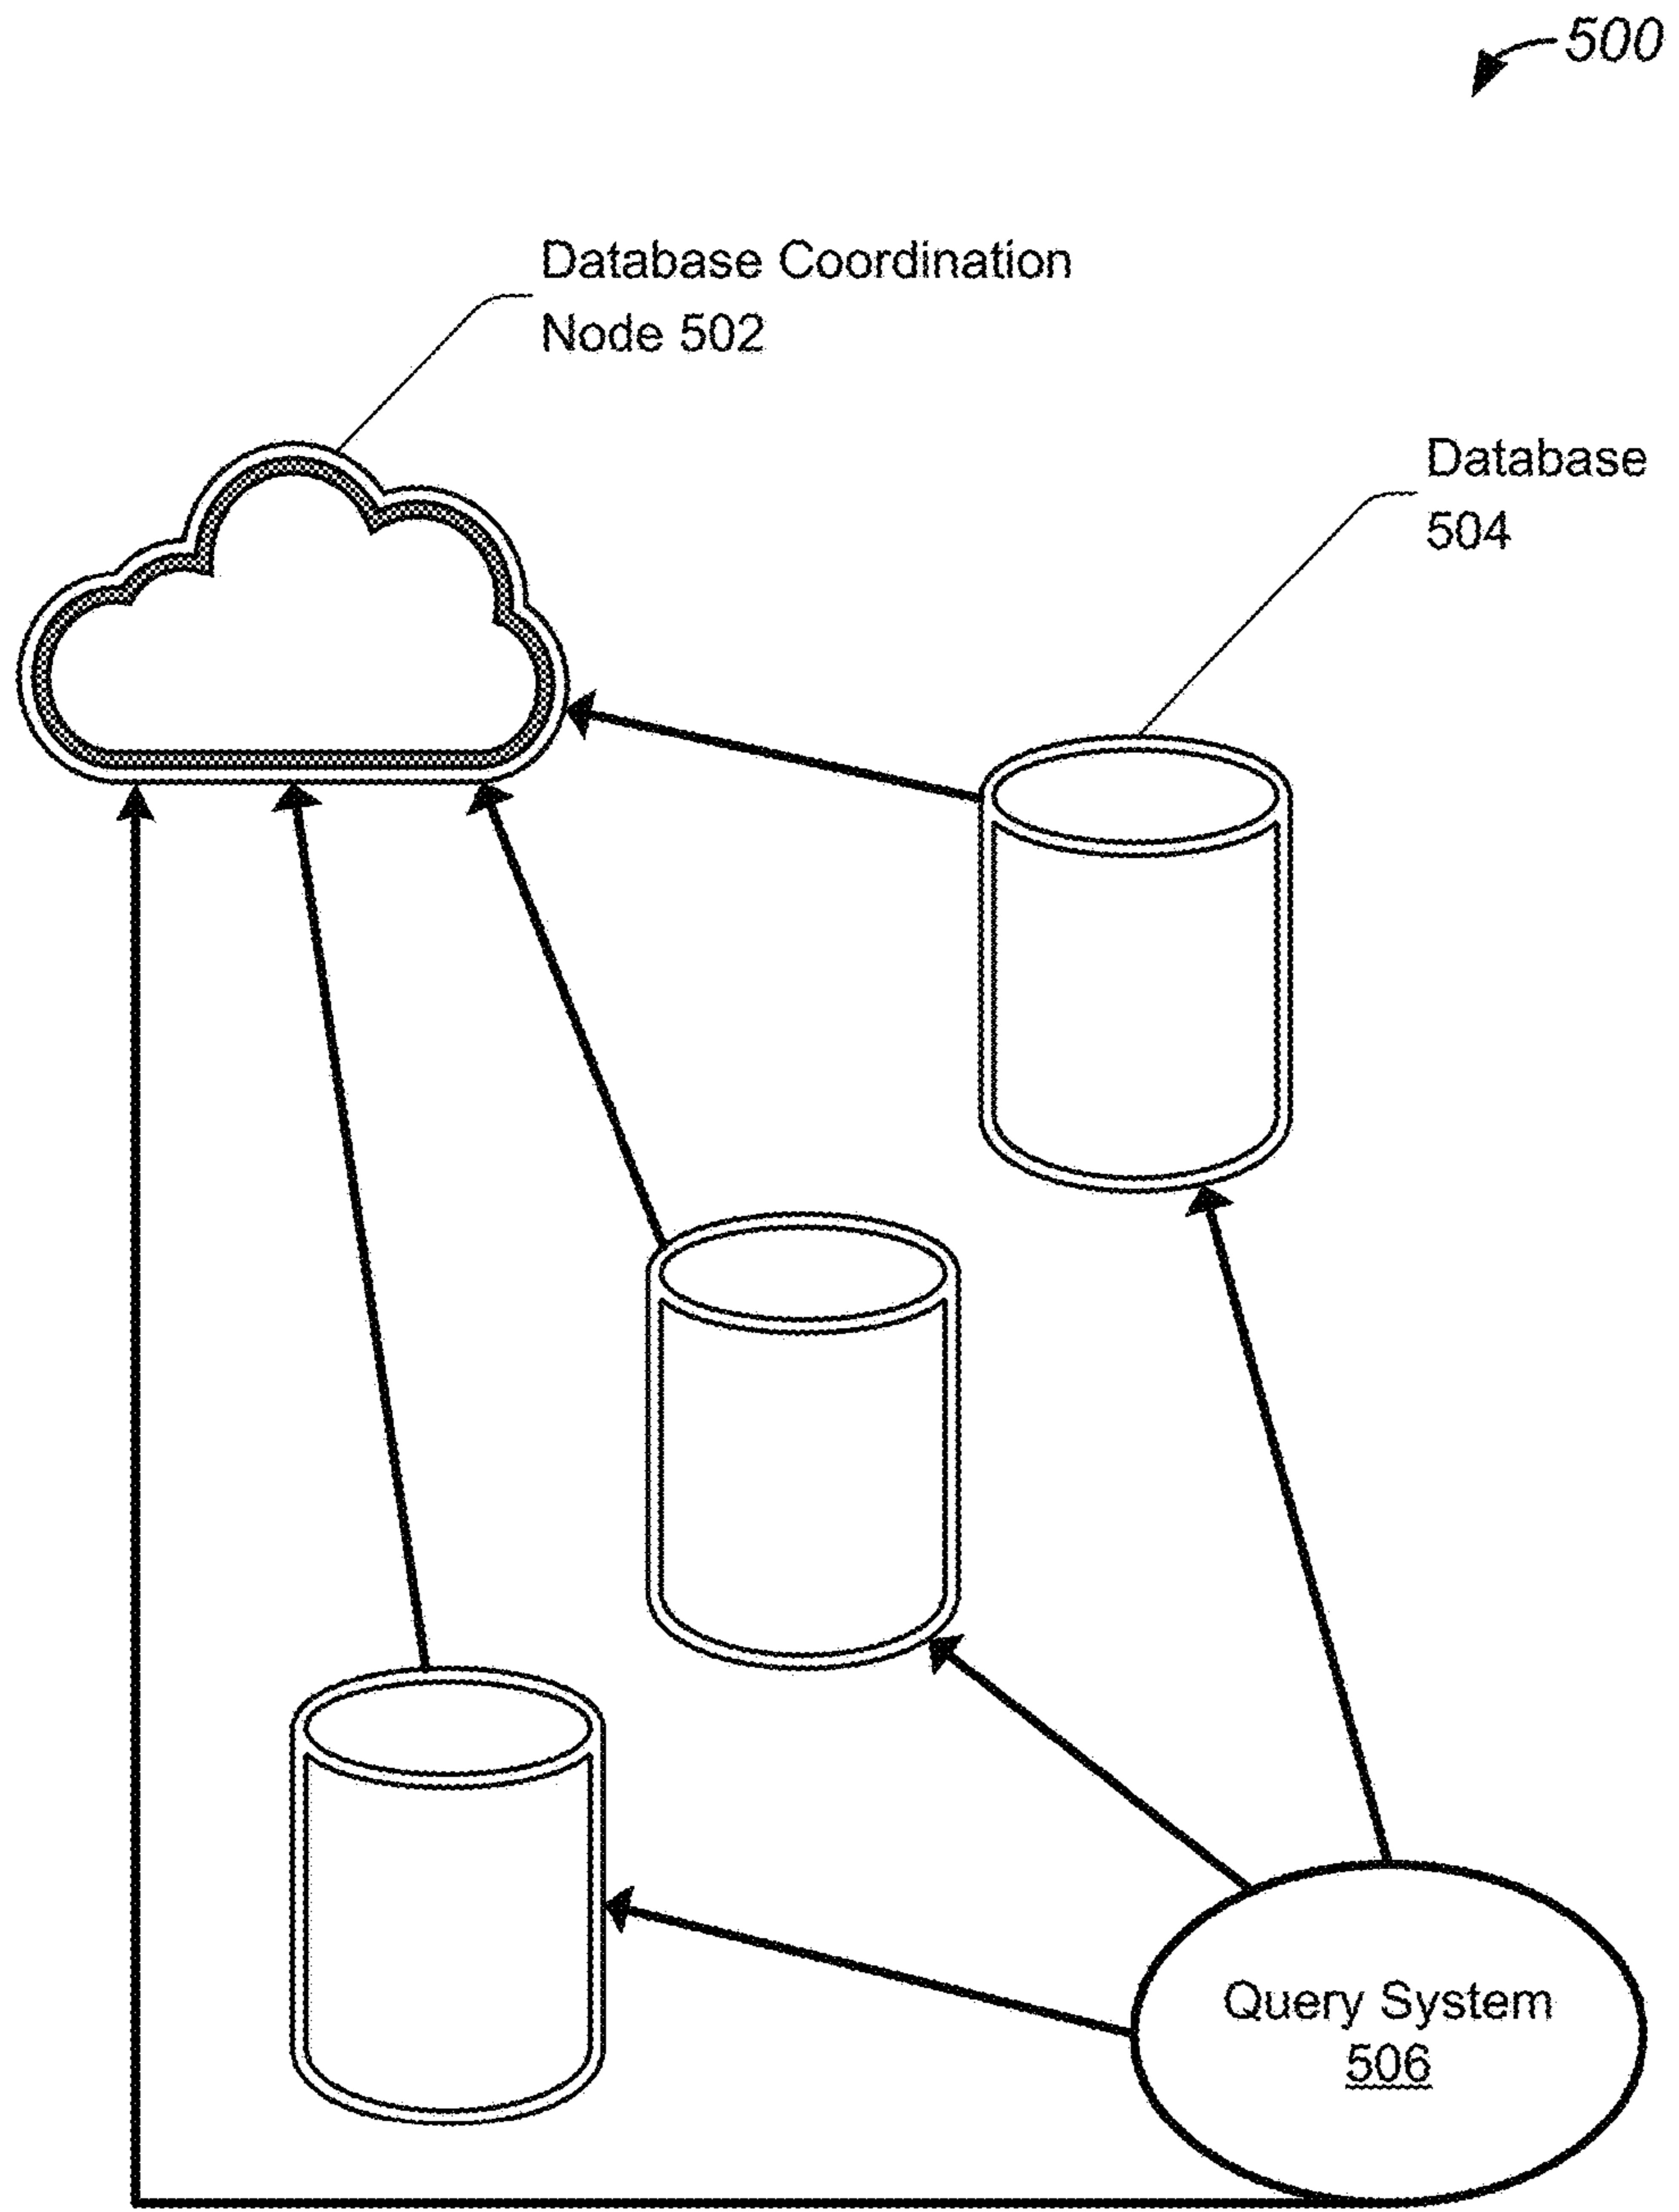 500
Database Coordination
Node 502
Database
504
Query System
506